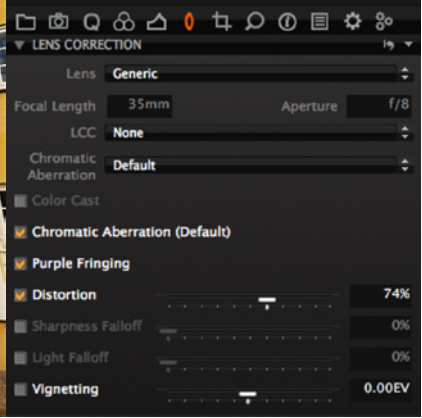 LENS CORRECTION
Lens Generic
Focal Length 35mm Aperture f/8
LCC None
Chromatic
Aberration Default
Color Cast
Chromatic Aberration (Default)
Purple Fringing
Distortion 74%
Sharpness Falloff 0%
Light Falloff 0%
Vignetting 0.00EV